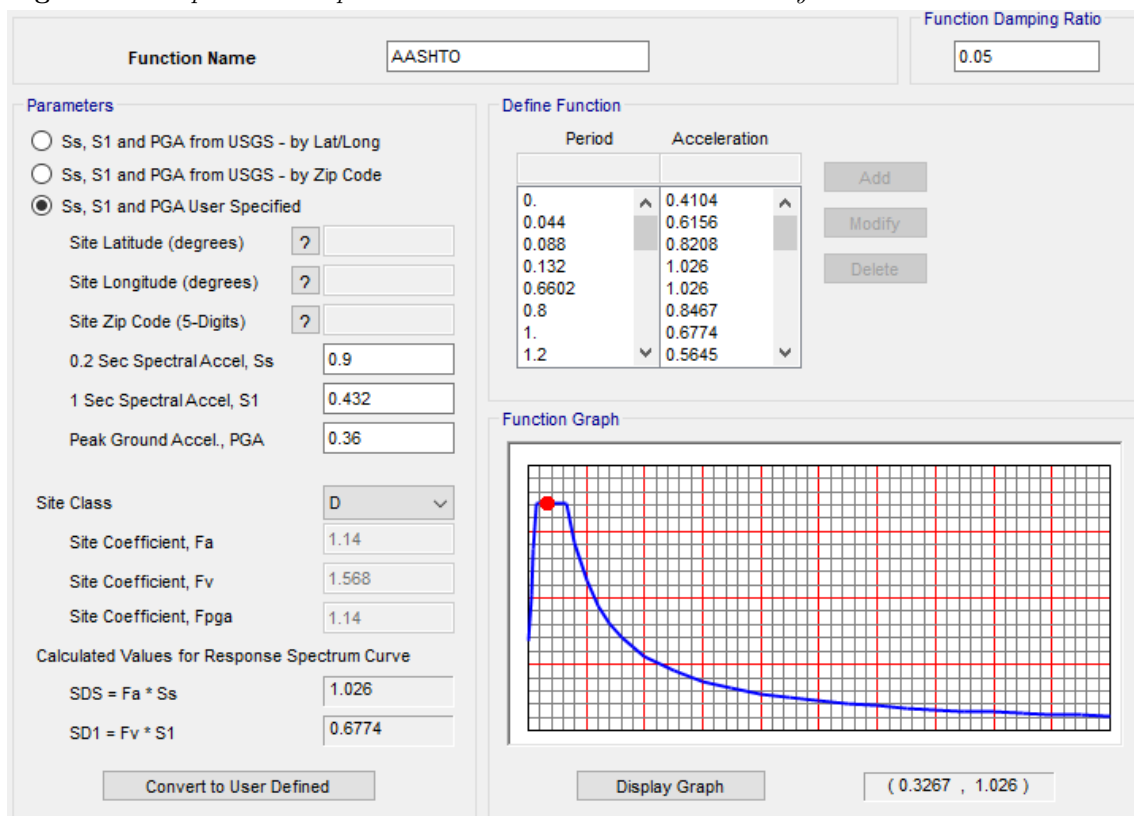 Function Name
AASHTO
Function Damping Ratio
0.05
Parameters
Ss, S1 and PGA from USGS - by Lat/Long
Ss, S1 and PGA from USGS - by Zip Code
Ss, S1 and PGA User Specified
Site Latitude (degrees) ?
Site Longitude (degrees) ?
Site Zip Code (5-Digits) ?
0.2 Sec Spectral Accel, Ss 0.9
1 Sec Spectral Accel, S1 0.432
Peak Ground Accel., PGA 0.36
Site Class D
Site Coefficient, Fa 1.14
Site Coefficient, Fv 1.568
Site Coefficient, Fpga 1.14
Calculated Values for Response Spectrum Curve
SDS = Fa * Ss 1.026
SD1 = Fv * S1 0.6774
Convert to User Defined
Define Function
Period Acceleration
0. 0.4104
0.044 0.6156
0.088 0.8208
0.132 1.026
0.6602 1.026
0.8 0.8467
1. 0.6774
1.2 0.5645
Add
Modify
Delete
Function Graph
Display Graph
( 0.3267 , 1.026 )